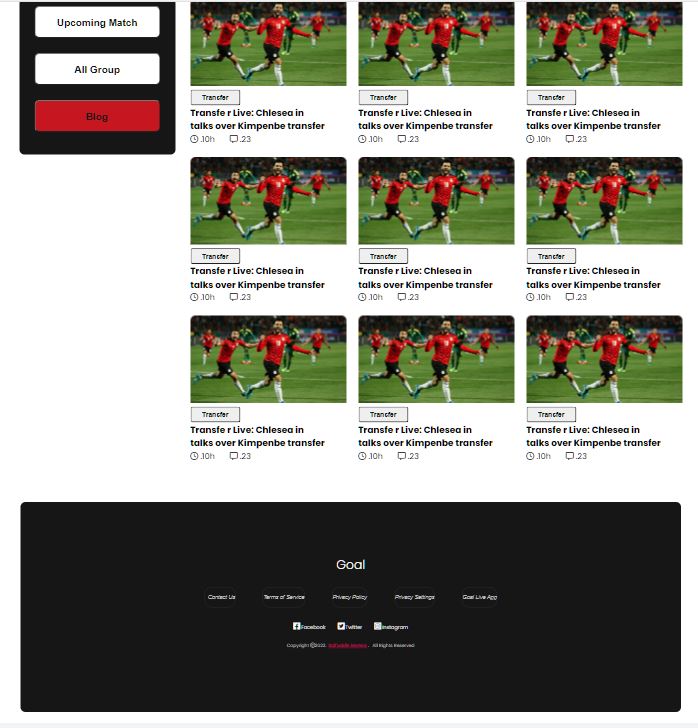 Upcoming Match
All Group
Blog
Transfer
Transfe r Live: Chlesea in
talks over Kimpenbe transfer
.10h .23
Transfer
Transfe r Live: Chlesea in
talks over Kimpenbe transfer
.10h .23
Transfer
Transfe r Live: Chlesea in
talks over Kimpenbe transfer
.10h .23
Transfer
Transfe r Live: Chlesea in
talks over Kimpenbe transfer
.10h .23
Transfer
Transfe r Live: Chlesea in
talks over Kimpenbe transfer
.10h .23
Transfer
Transfe r Live: Chlesea in
talks over Kimpenbe transfer
.10h .23
Transfer
Transfe r Live: Chlesea in
talks over Kimpenbe transfer
.10h .23
Transfer
Transfe r Live: Chlesea in
talks over Kimpenbe transfer
.10h .23
Transfer
Transfe r Live: Chlesea in
talks over Kimpenbe transfer
.10h .23
Goal
Contact Us Terms of Service Privacy Policy Privacy Settings Goal Live App
Facebook Twitter Instagram
Copyright ©2023. All Rights Reserved